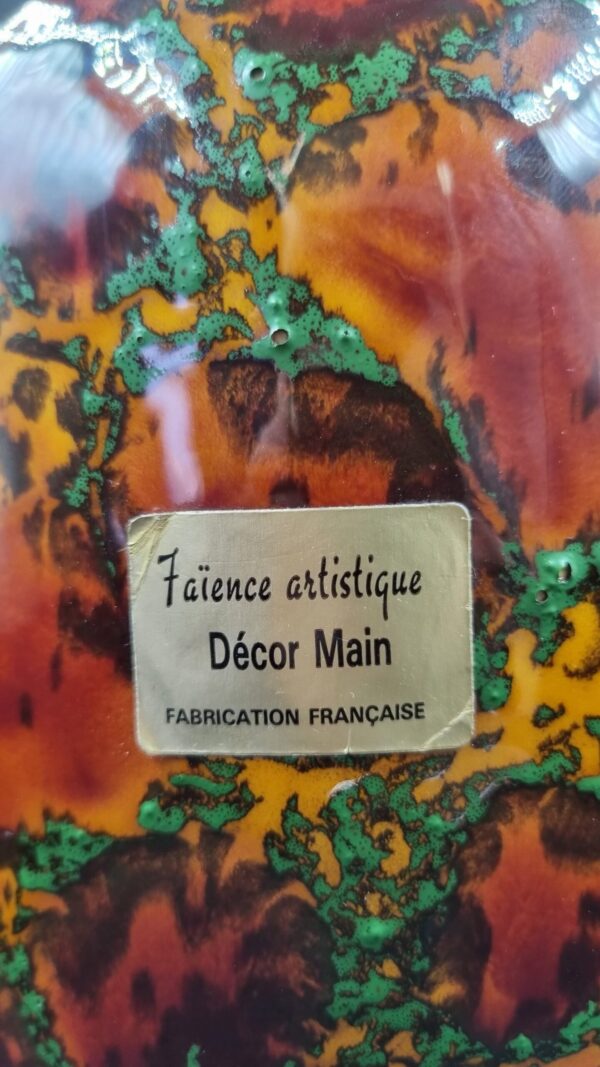 Faïence artistique
Décor Main
FABRICATION FRANÇAISE